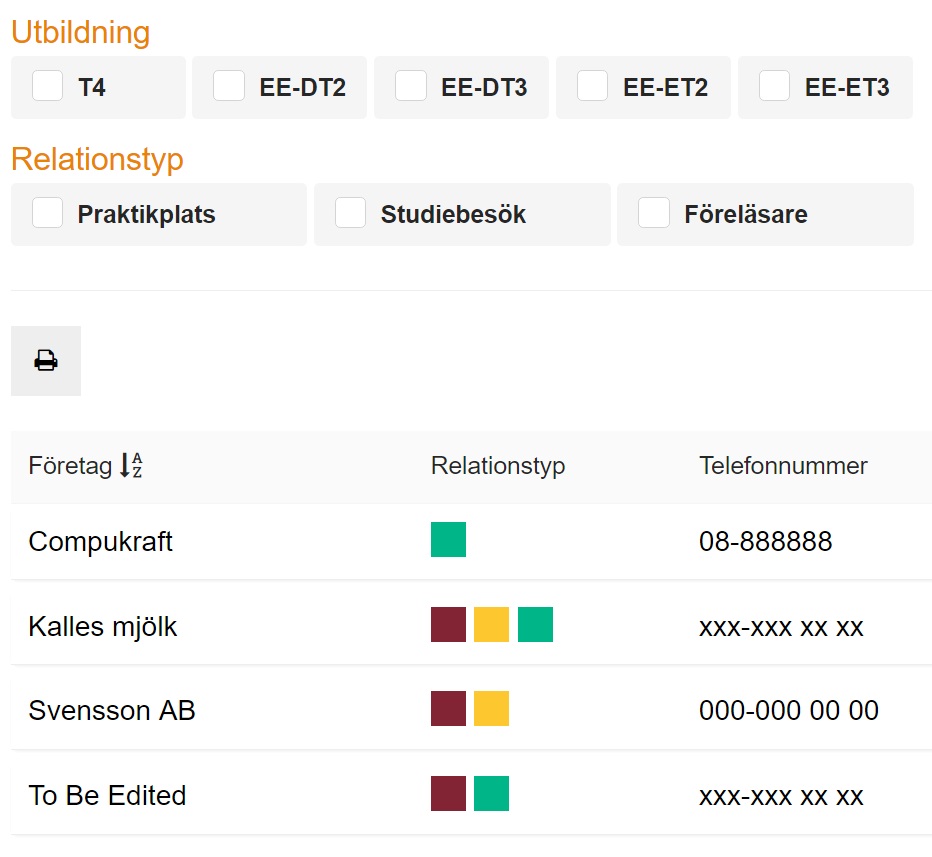 Utbildning
T4 EE-DT2 EE-DT3 EE-ET2 EE-ET3
Relationstyp
Praktikplats Studiebesök Föreläsare
Företag AZ Relationstyp Telefonnummer
Compukraft 08-888888
Kalles mjölk xxx-xxx xx xx
Svensson AB 000-000 00 00
To Be Edited xxx-xxx xx xx